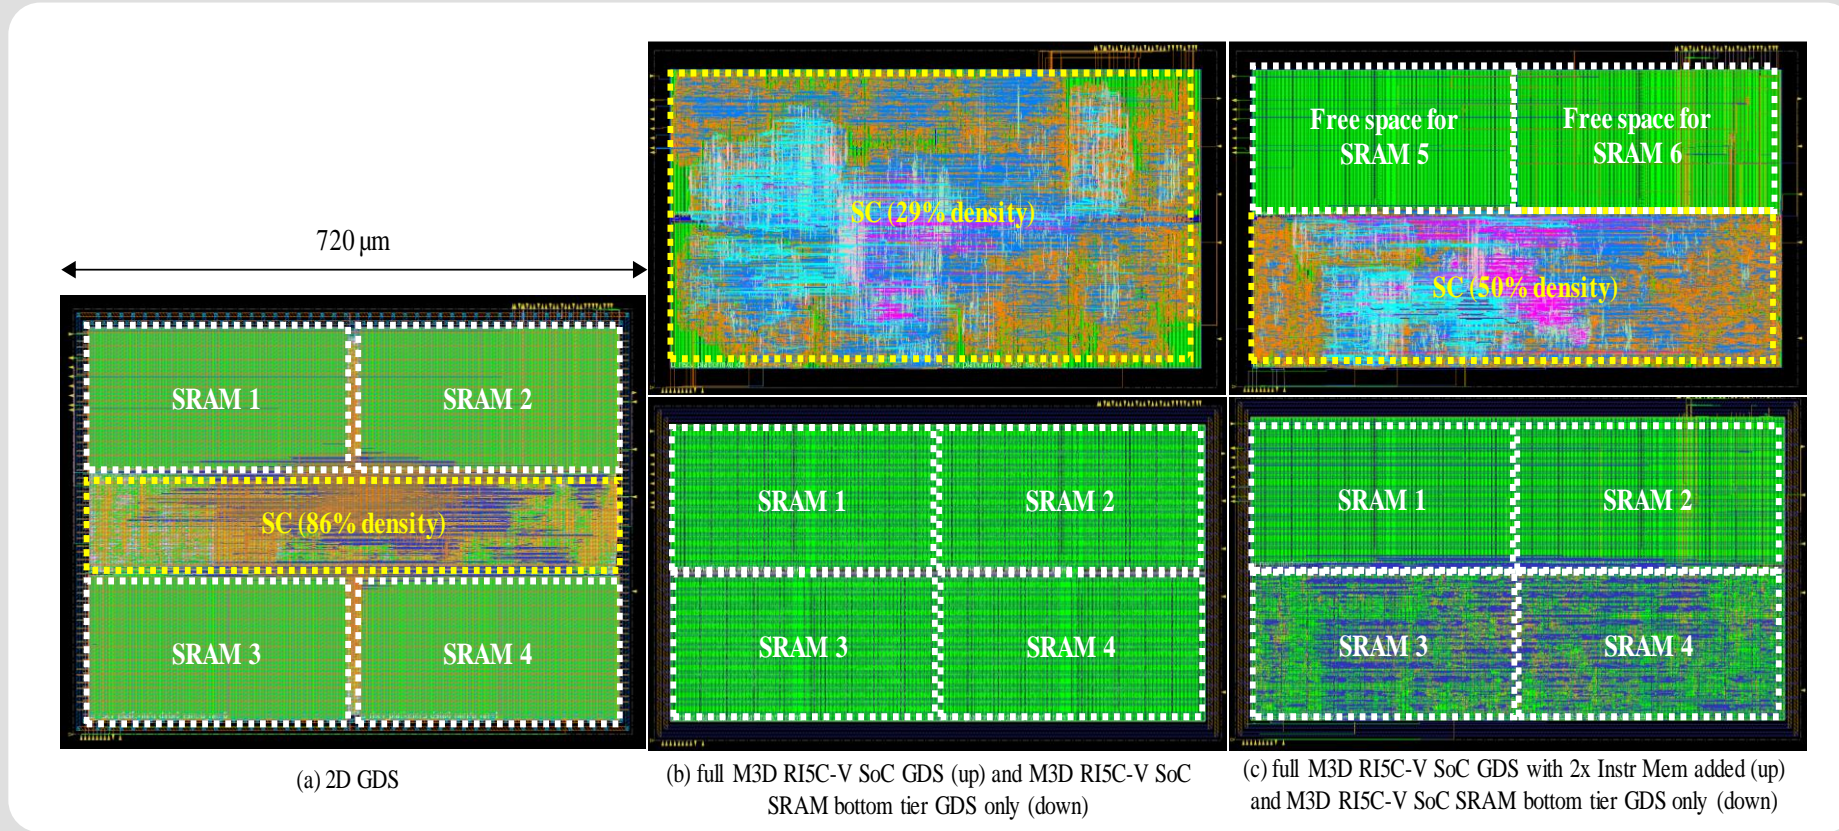 720 μm
SRAM 1
SRAM 2
SC (86% density)
SRAM 3
SRAM 4
(a) 2D GDS
SC (29% density)
SRAM 1
SRAM 2
SRAM 3
SRAM 4
(b) full M3D RI5C-V SoC GDS (up) and M3D RI5C-V SoC
SRAM bottom tier GDS only (down)
Free space for
SRAM 5
Free space for
SRAM 6
SC (50% density)
SRAM 1
SRAM 2
SRAM 3
SRAM 4
(c) full M3D RI5C-V SoC GDS with 2x Instr Mem added (up)
and M3D RI5C-V SoC SRAM bottom tier GDS only (down)